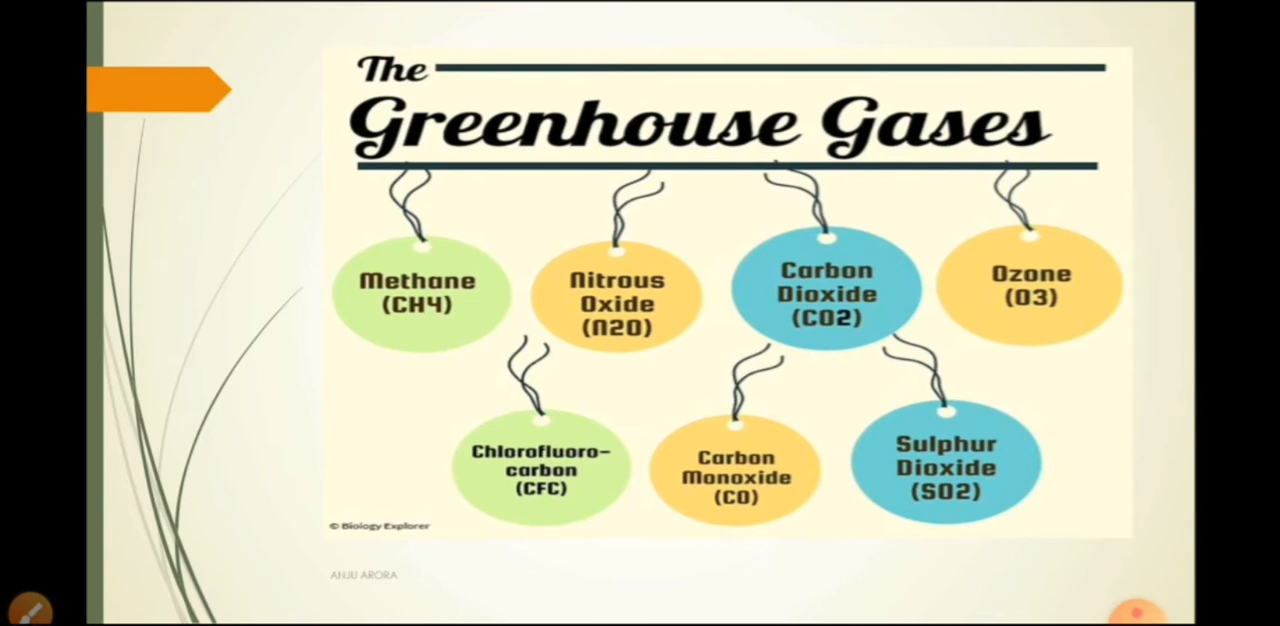 The
Greenhouse Gases
Methane
(CH4)
Nitrous
Oxide
(N2O)
Carbon
Dioxide
(CO2)
Ozone
(O3)
Chlorofluoro-
carbon
(CFC)
Carbon
Monoxide
(CO)
Sulphur
Dioxide
(SO2)
© Biology Explorer
ANJU ARORA